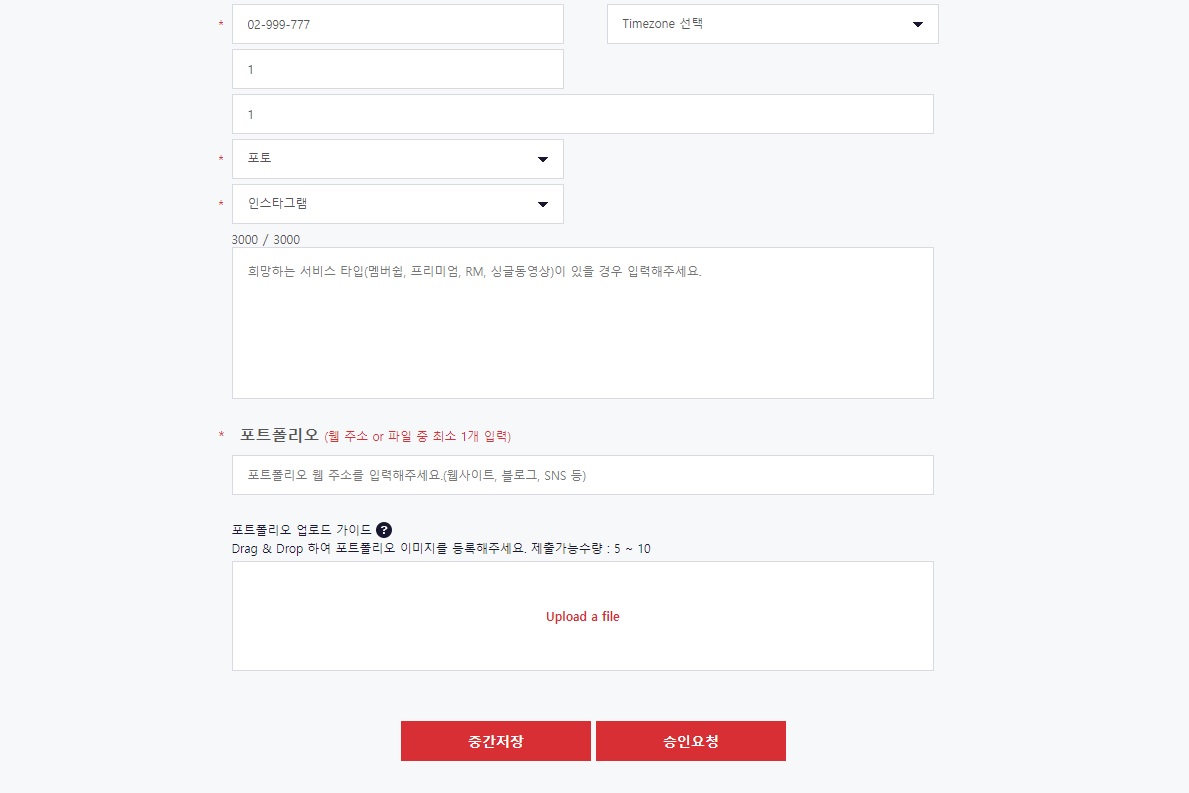 * 02-999-777 Timezone 선택
1
1
* 포토
* 인스타그램
3000 / 3000
희망하는 서비스 타입(멤버쉽, 프리미엄, RM, 싱글동영상)이 있을 경우 입력해주세요.
* 포트폴리오 (웹 주소 or 파일 중 최소 1개 입력)
포트폴리오 웹 주소를 입력해주세요.(웹사이트, 블로그, SNS 등)
포트폴리오 업로드 가이드 ?
Drag & Drop 하여 포트폴리오 이미지를 등록해주세요. 제출가능수량 : 5 ~ 10
Upload a file
중간저장 승인요청